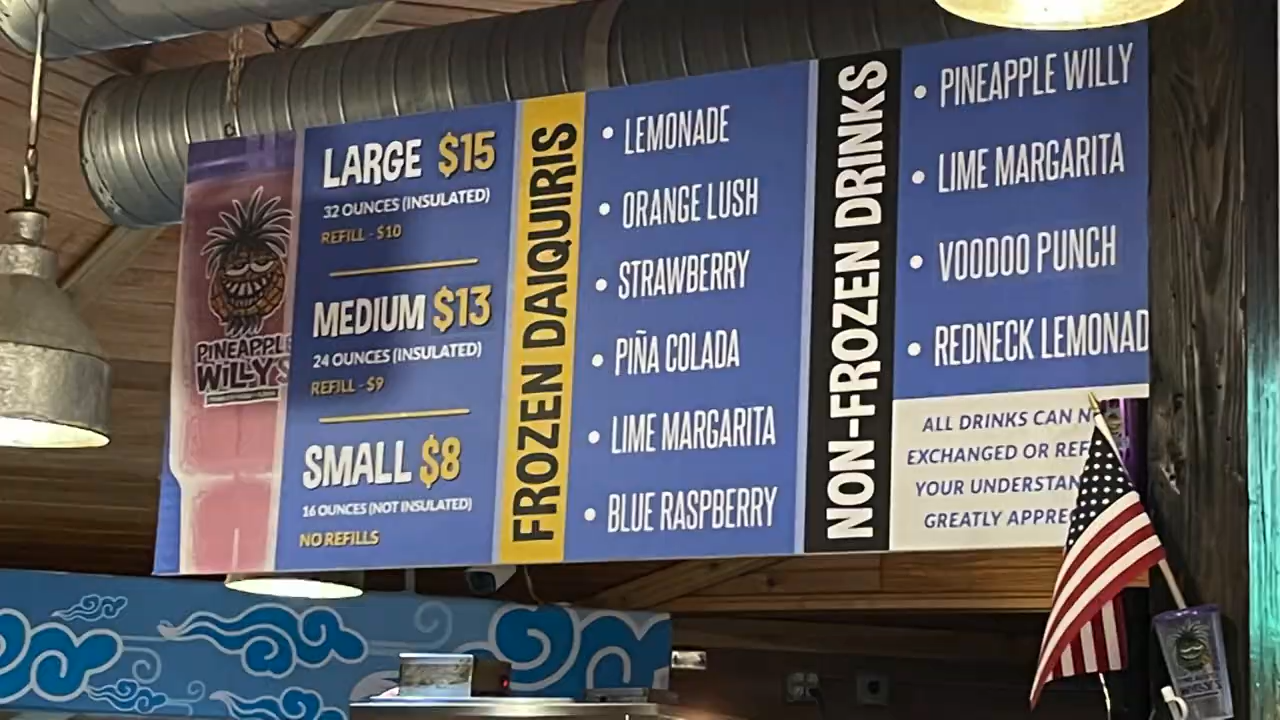 PINEAPPLE
WILLY'S
LARGE $15
32 OUNCES (INSULATED)
REFILL - $10
MEDIUM $13
24 OUNCES (INSULATED)
REFILL - $9
SMALL $8
16 OUNCES (NOT INSULATED)
NO REFILLS
FROZEN DAIQUIRIS
• LEMONADE
• ORANGE LUSH
• STRAWBERRY
• PIÑA COLADA
• LIME MARGARITA
• BLUE RASPBERRY
NON-FROZEN DRINKS
• PINEAPPLE WILLY
• LIME MARGARITA
• VOODOO PUNCH
• REDNECK LEMONAD
ALL DRINKS CAN N
EXCHANGED OR REF
YOUR UNDERSTAN
GREATLY APPRE